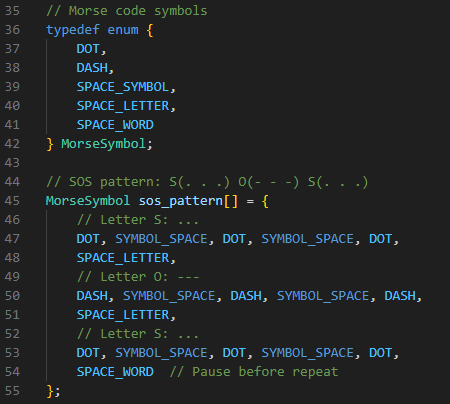 35 // Morse code symbols
36 typedef enum {
37     DOT,
38     DASH,
39     SPACE_SYMBOL,
40     SPACE_LETTER,
41     SPACE_WORD
42 } MorseSymbol;
43
44 // SOS pattern: S(. . .) O(- - -) S(. . .)
45 MorseSymbol sos_pattern[] = {
46     // Letter S: ...
47     DOT, SYMBOL_SPACE, DOT, SYMBOL_SPACE, DOT,
48     SPACE_LETTER,
49     // Letter O: ---
50     DASH, SYMBOL_SPACE, DASH, SYMBOL_SPACE, DASH,
51     SPACE_LETTER,
52     // Letter S: ...
53     DOT, SYMBOL_SPACE, DOT, SYMBOL_SPACE, DOT,
54     SPACE_WORD  // Pause before repeat
55 };